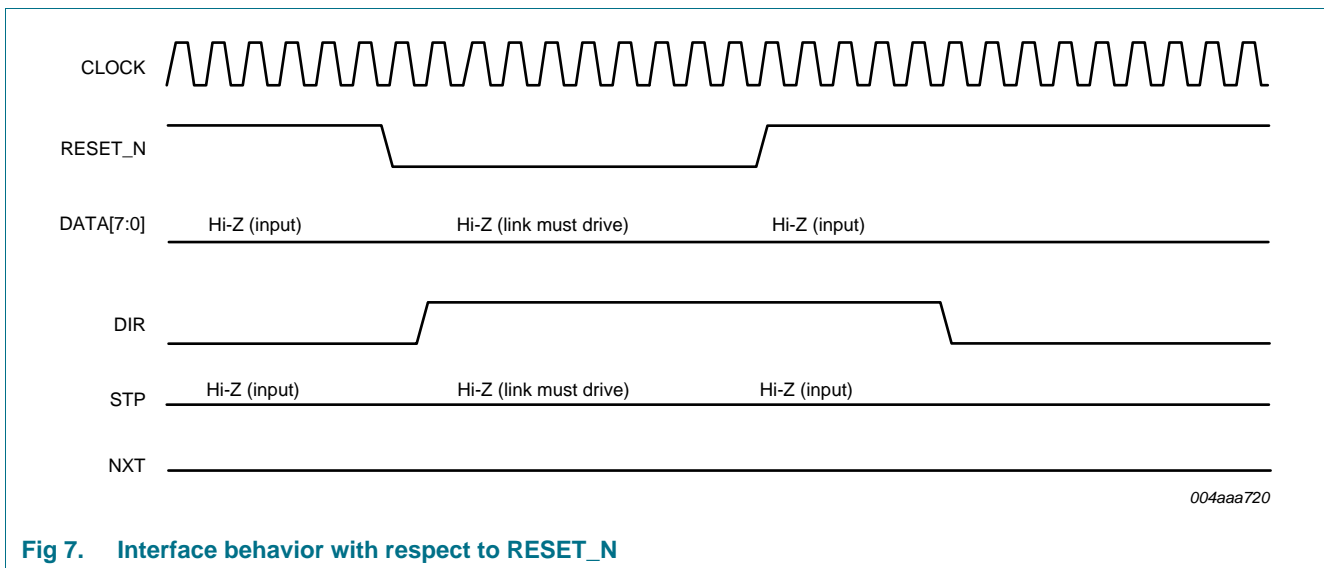 CLOCK
RESET_N
DATA[7:0] Hi-Z (input) Hi-Z (link must drive) Hi-Z (input)
DIR
STP Hi-Z (input) Hi-Z (link must drive) Hi-Z (input)
NXT
004aaa720
Fig 7. Interface behavior with respect to RESET_N